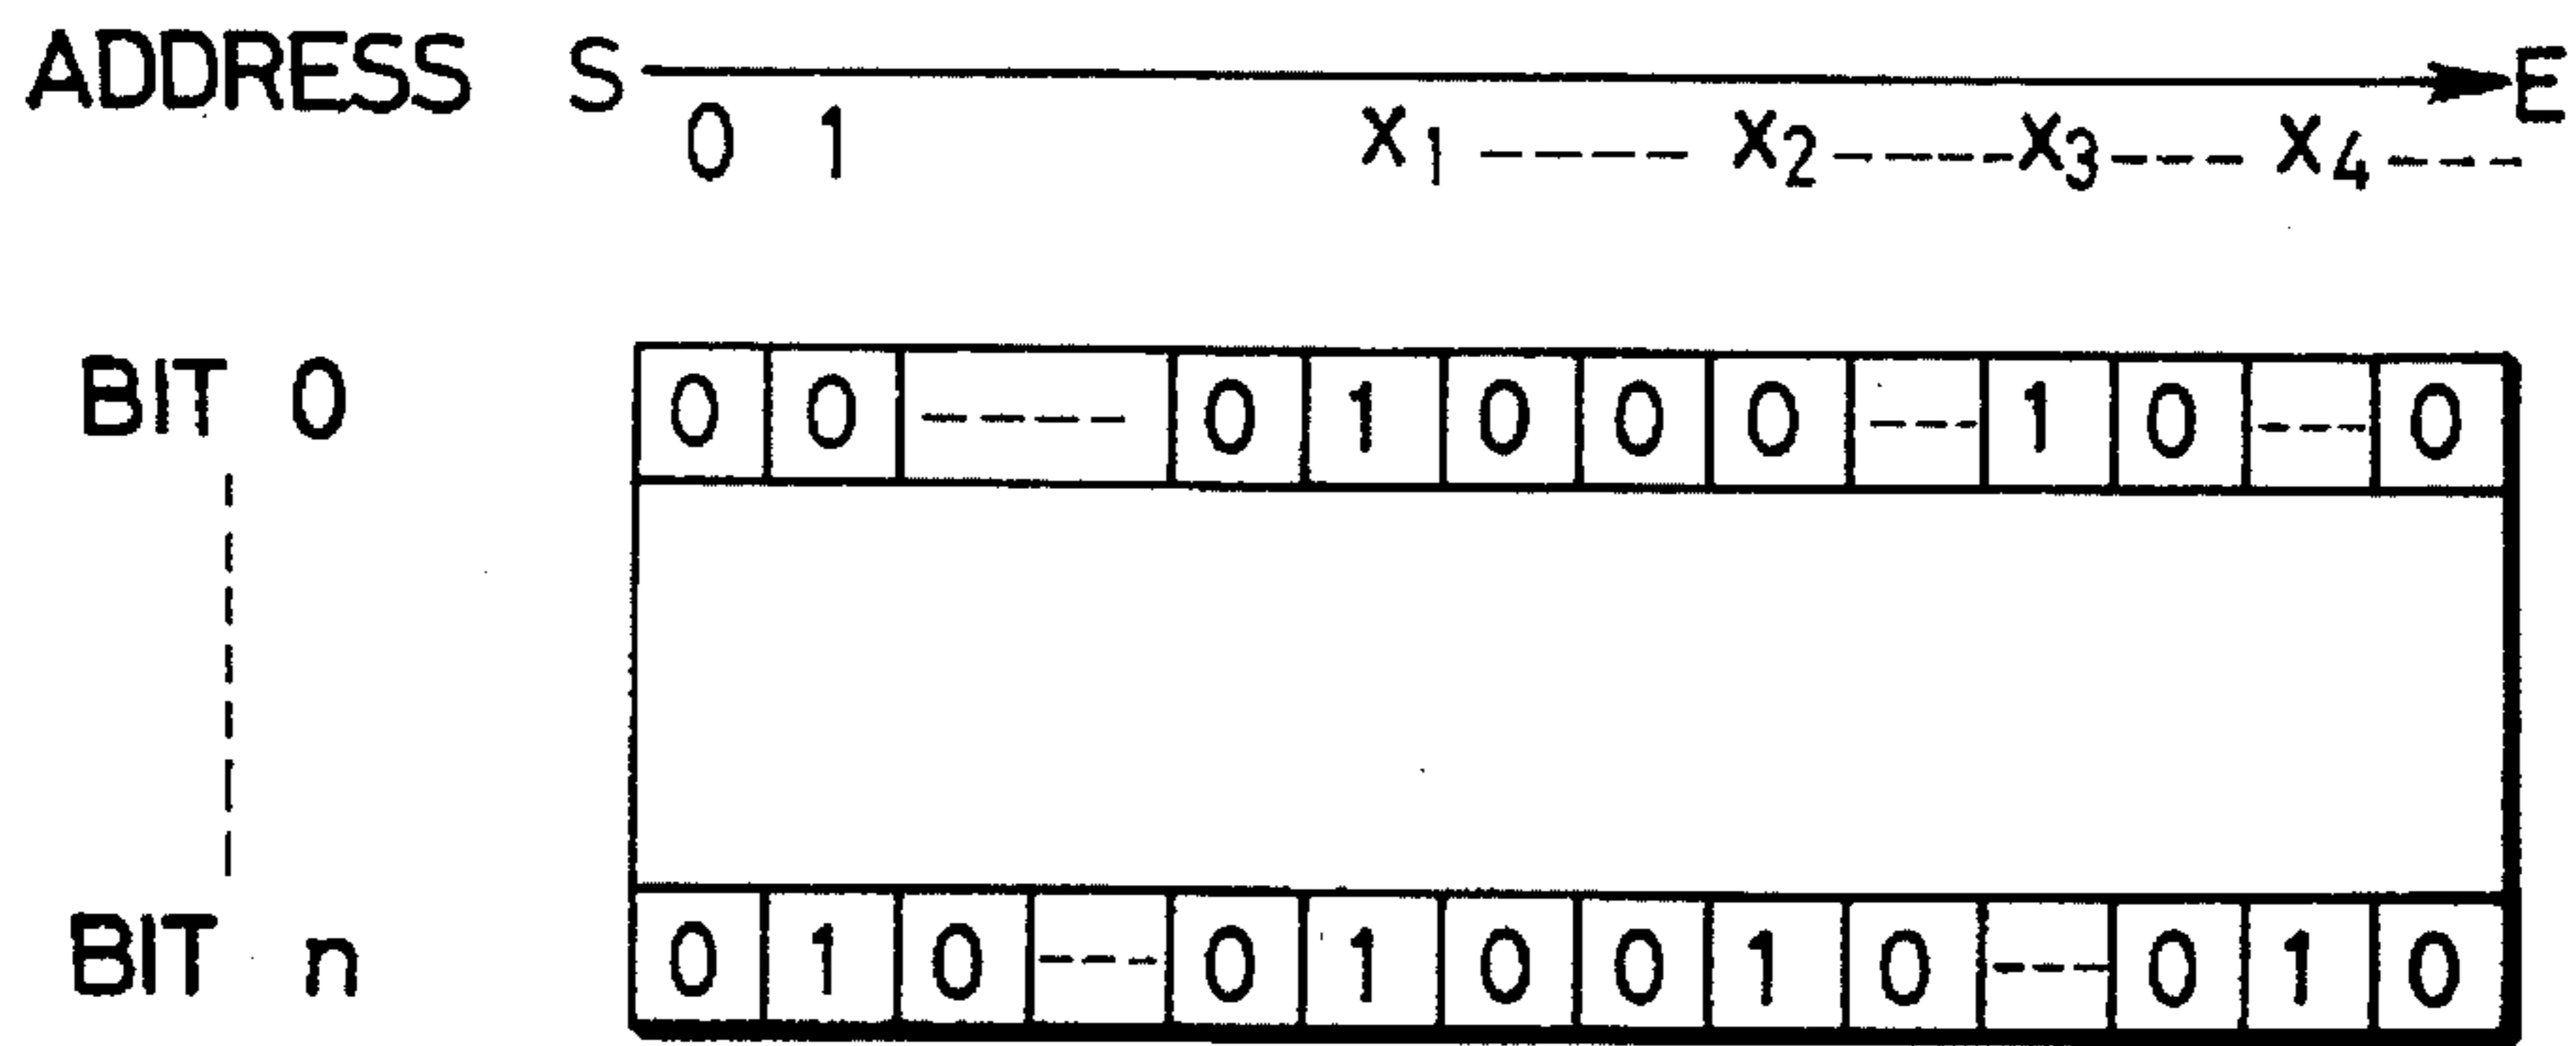 ADDRESS S E
0 1 X1 ---- X2 ---- X3 --- X4 ----
BIT 0 0 0 ---- 0 1 0 0 0 --- 1 0 --- 0
BIT n 0 1 0 --- 0 1 0 0 1 0 --- 0 1 0